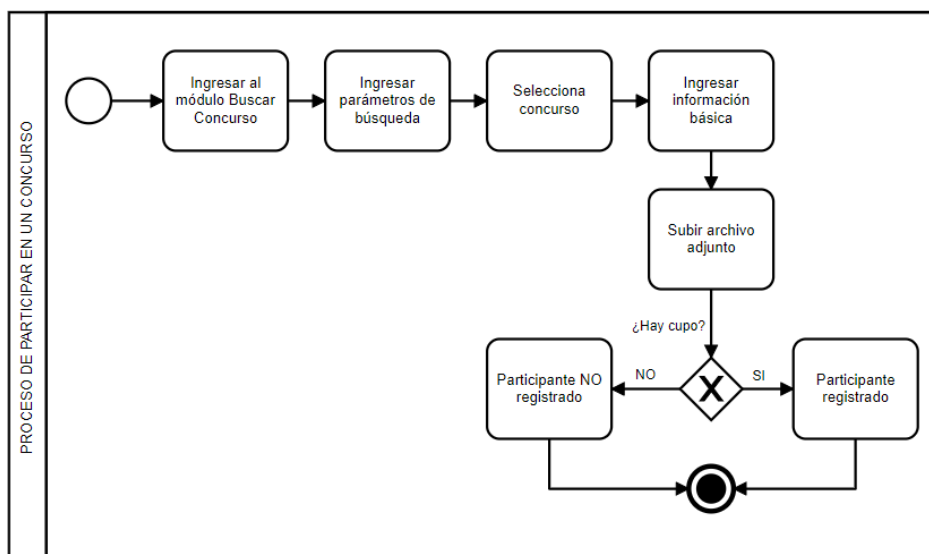 PROCESO DE PARTICIPAR EN UN CONCURSO
Ingresar al
módulo Buscar
Concurso
Ingresar
parámetros de
búsqueda
Selecciona
concurso
Ingresar
información
básica
Subir archivo
adjunto
¿Hay cupo?
NO
SI
Participante NO
registrado
Participante
registrado